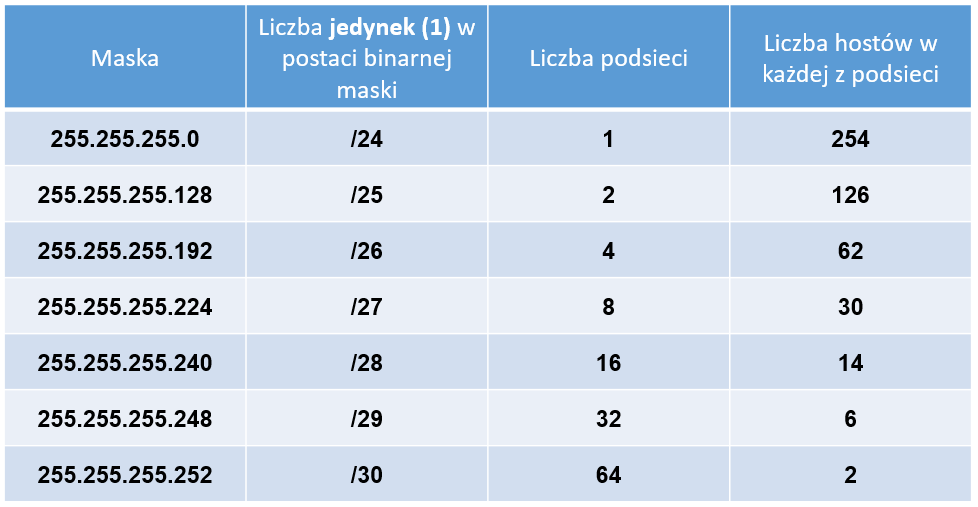 Maska
Liczba jedynek (1) w
postaci binarnej
maski
Liczba podsieci
Liczba hostów w
każdej z podsieci
255.255.255.0 /24 1 254
255.255.255.128 /25 2 126
255.255.255.192 /26 4 62
255.255.255.224 /27 8 30
255.255.255.240 /28 16 14
255.255.255.248 /29 32 6
255.255.255.252 /30 64 2